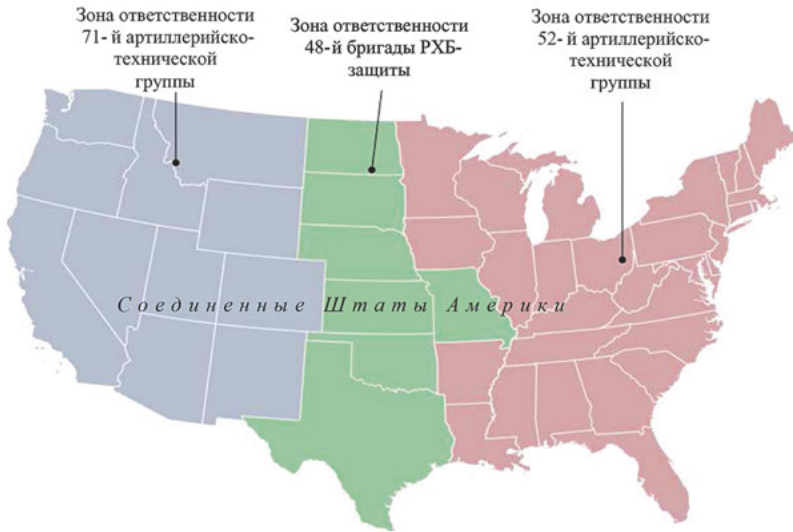 Зона ответственности
71- й артиллерийско-
технической
группы
Зона ответственности
48-й бригады РХБ-
защиты
Зона ответственности
52-й артиллерийско-
технической
группы
Соединенные Штаты Америки